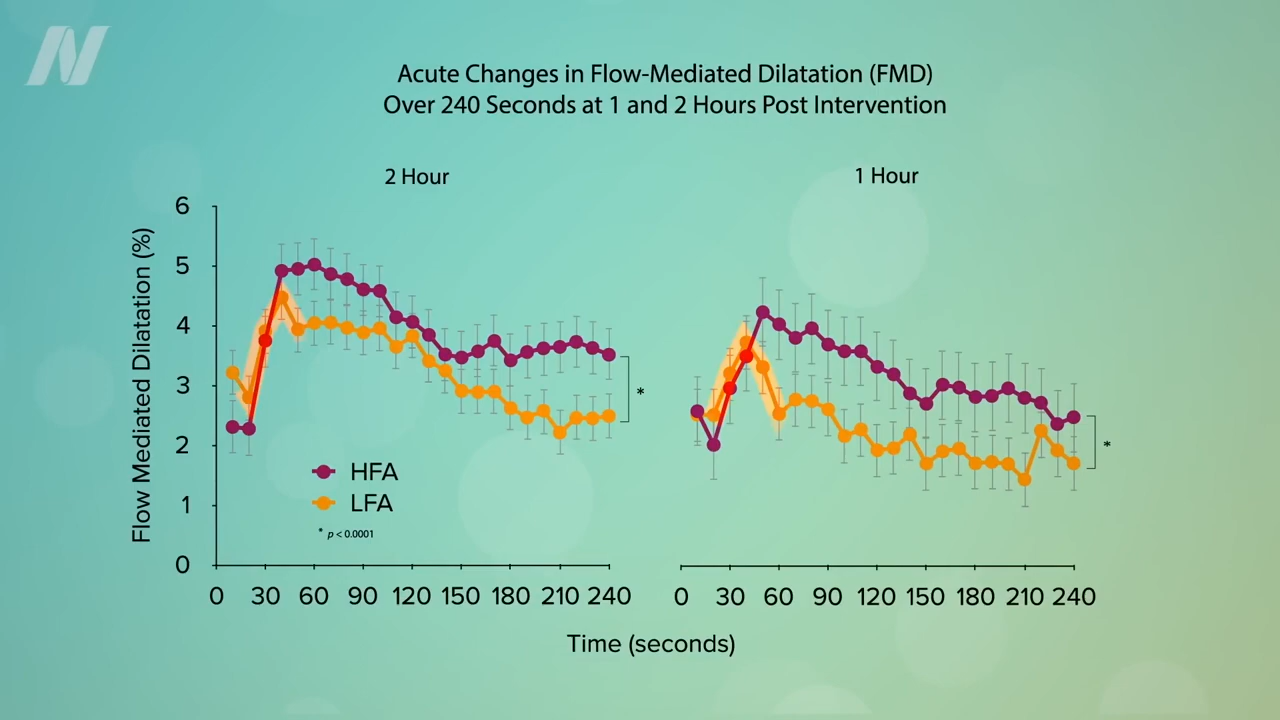 N
Acute Changes in Flow-Mediated Dilatation (FMD)
Over 240 Seconds at 1 and 2 Hours Post Intervention
2 Hour
1 Hour
Flow Mediated Dilatation (%)
6
5
4
3
2
1
0
HFA
LFA
* p < 0.0001
*
*
0 30 60 90 120 150 180 210 240
0 30 60 90 120 150 180 210 240
Time (seconds)